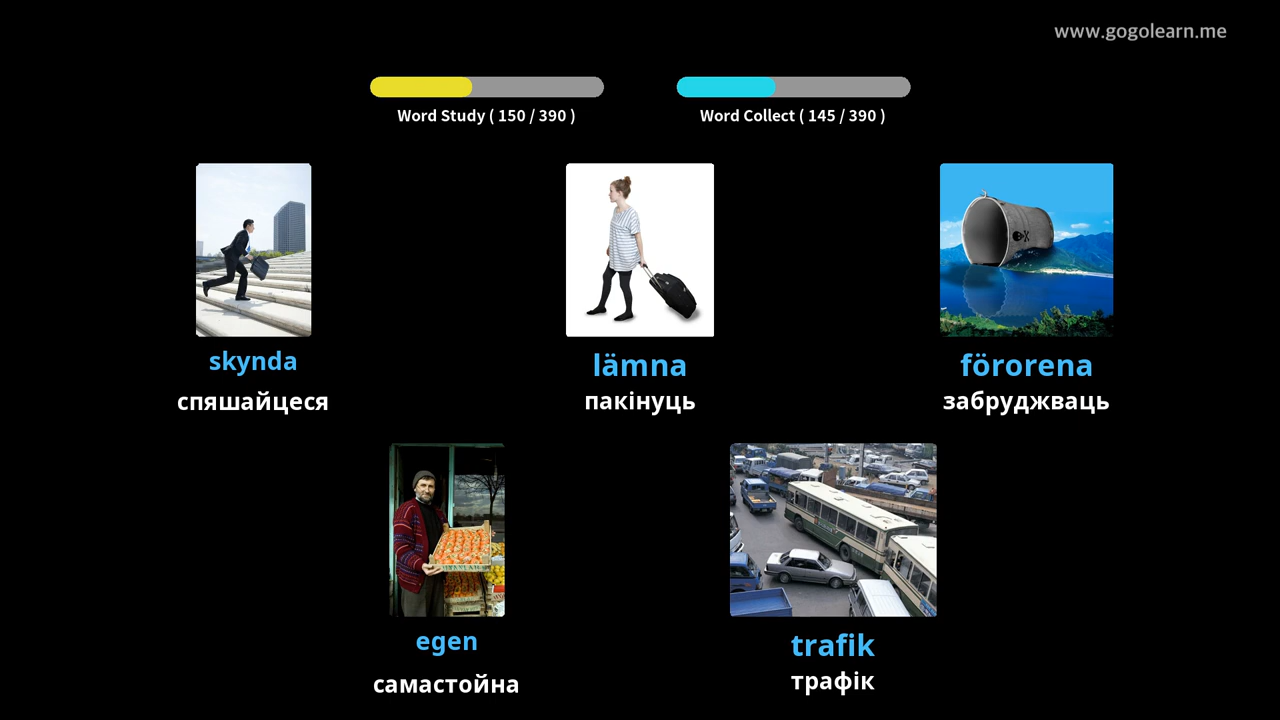 www.gogolearn.me
Word Study ( 150 / 390 )
Word Collect ( 145 / 390 )
skynda
спяшайцеся
lämna
пакінуць
förorena
забруджваць
egen
самастойна
trafik
трафік